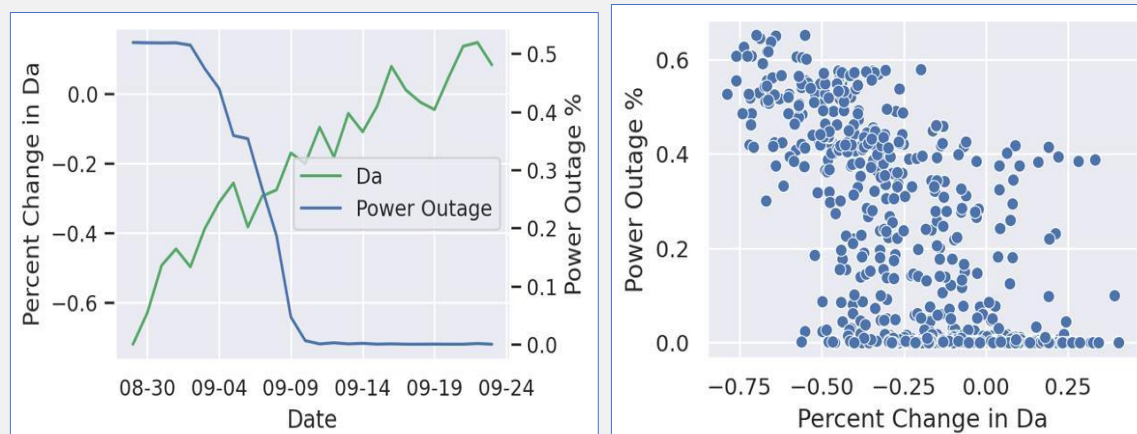 Percent Change in Da
0.0
−0.2
−0.4
−0.6
0.5
0.4
0.3
0.2
0.1
0.0
Power Outage %
Da
Power Outage
08-30 09-04 09-09 09-14 09-19 09-24
Date
Power Outage %
0.6
0.4
0.2
0.0
−0.75 −0.50 −0.25 0.00 0.25
Percent Change in Da